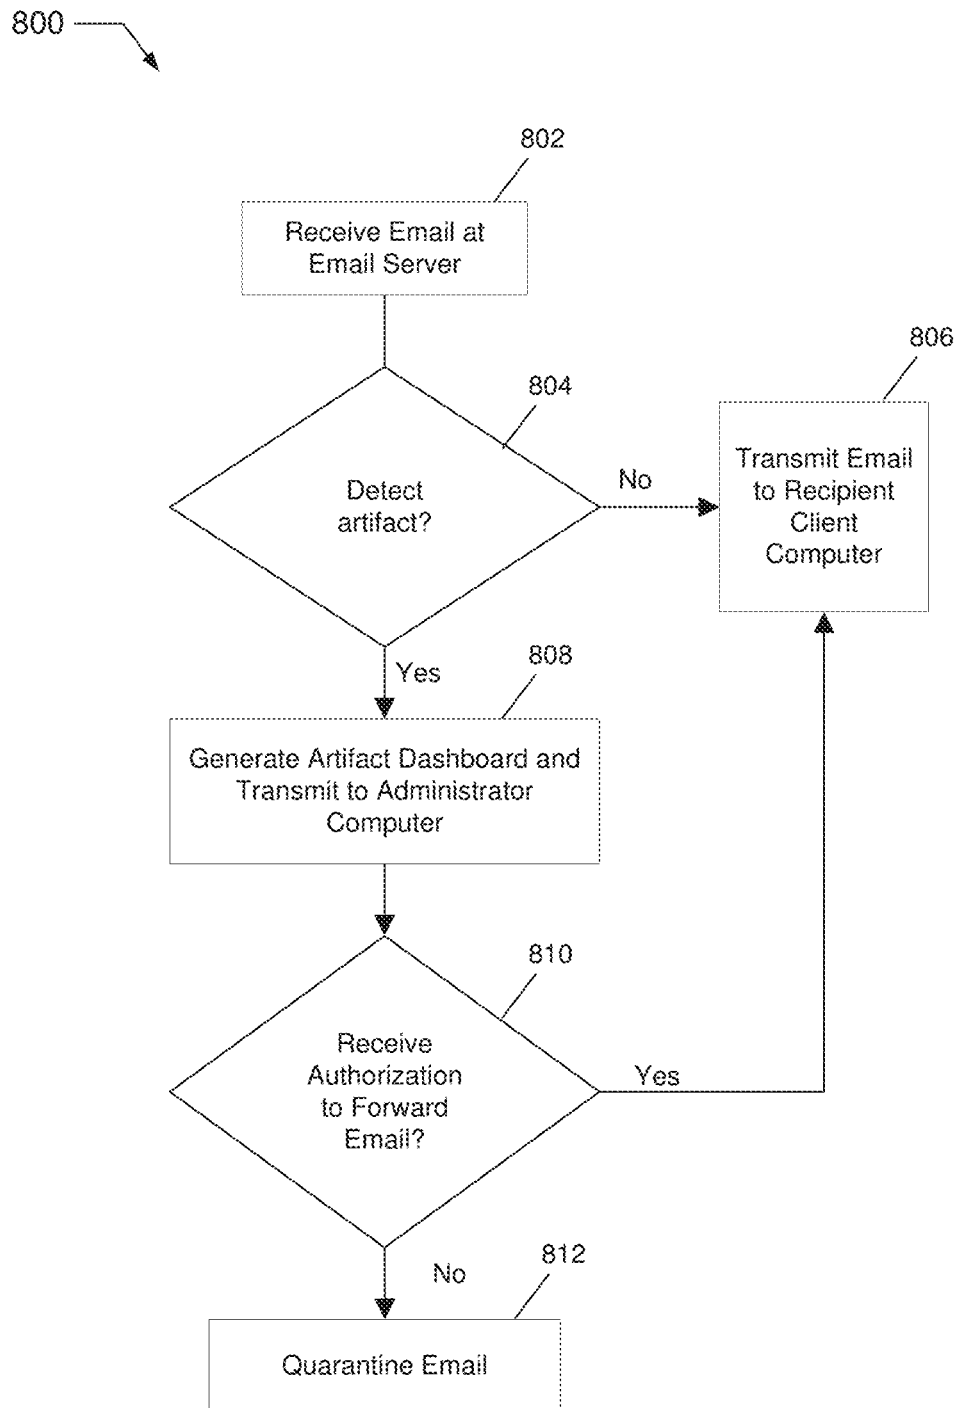 800
802
Receive Email at
Email Server
804
Detect
artifact?
No
806
Transmit Email
to Recipient
Client
Computer
Yes
808
Generate Artifact Dashboard and
Transmit to Administrator
Computer
810
Receive
Authorization
to Forward
Email?
Yes
No
812
Quarantine Email